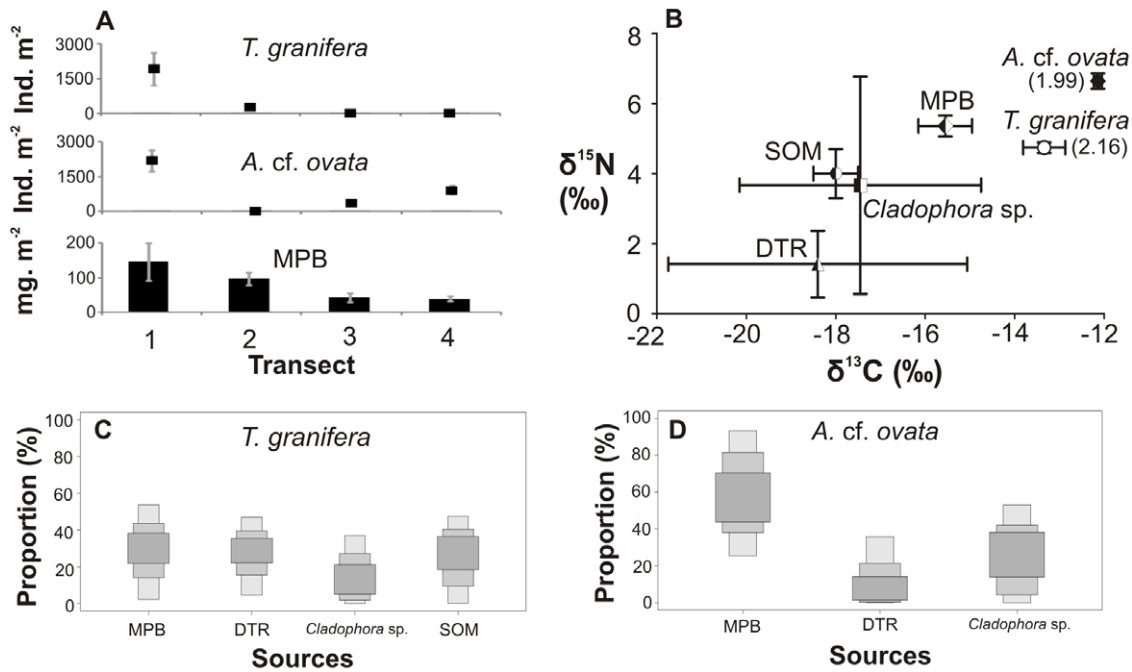 A
T. granifera
Ind. m⁻²
3000
1500
0
A. cf. ovata
Ind. m⁻²
3000
1500
0
MPB
mg. m⁻²
200
100
0
1 2 3 4
Transect
B
δ¹⁵N
(‰)
8
6
4
2
0
A. cf. ovata
(1.99)
MPB
T. granifera
(2.16)
SOM
Cladophora sp.
DTR
-22 -20 -18 -16 -14 -12
δ¹³C (‰)
C
T. granifera
Proportion (%)
100
80
60
40
20
0
MPB DTR Cladophora sp. SOM
Sources
D
A. cf. ovata
Proportion (%)
100
80
60
40
20
0
MPB DTR Cladophora sp.
Sources